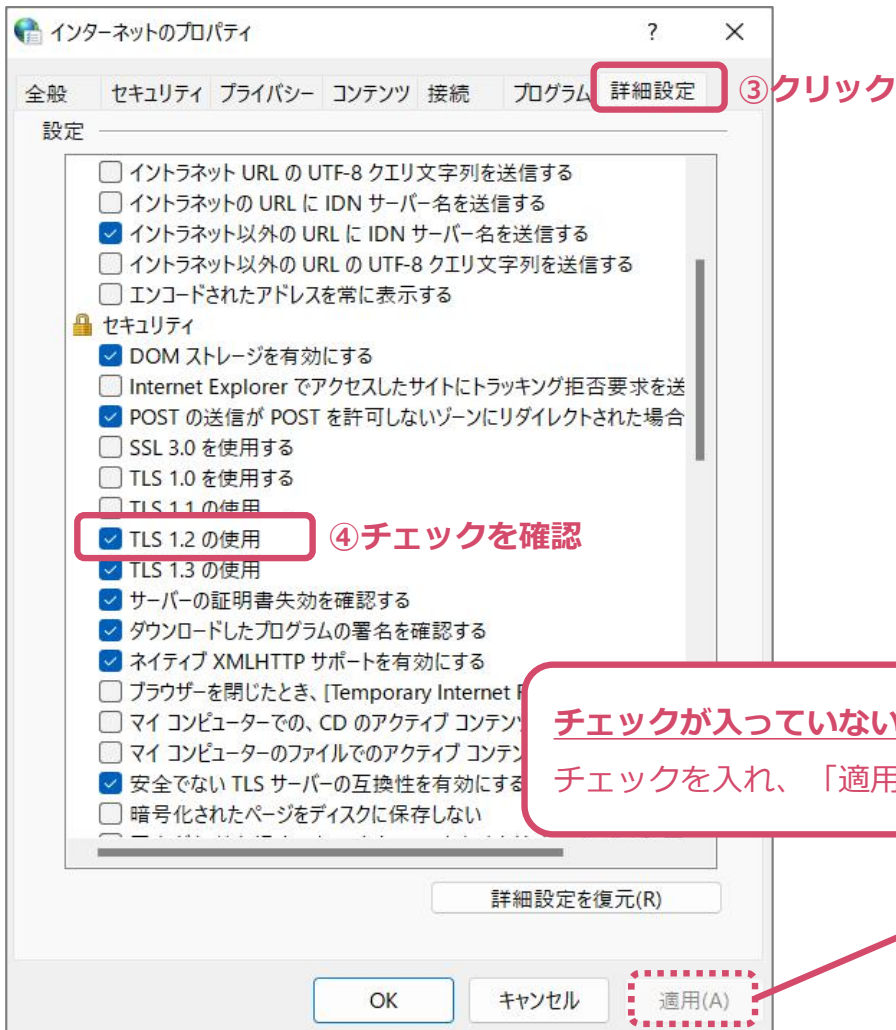 インターネットのプロパティ ? ×
全般 セキュリティ プライバシー コンテンツ 接続 プログラム 詳細設定
③クリック
設定
イントラネット URL の UTF-8 クエリ文字列を送信する
イントラネットの URL に IDN サーバー名を送信する
イントラネット以外の URL に IDN サーバー名を送信する
イントラネット以外の URL の UTF-8 クエリ文字列を送信する
エンコードされたアドレスを常に表示する
セキュリティ
DOM ストレージを有効にする
Internet Explorer でアクセスしたサイトにトラッキング拒否要求を送
POST の送信が POST を許可しないゾーンにリダイレクトされた場合
SSL 3.0 を使用する
TLS 1.0 を使用する
TLS 1.1 の使用
TLS 1.2 の使用
④チェックを確認
TLS 1.3 の使用
サーバーの証明書失効を確認する
ダウンロードしたプログラムの署名を確認する
ネイティブ XMLHTTP サポートを有効にする
ブラウザーを閉じたとき、[Temporary Internet F
マイ コンピューターでの、CD のアクティブ コンテンツ
マイ コンピューターのファイルでのアクティブ コンテン
安全でない TLS サーバーの互換性を有効にする
暗号化されたページをディスクに保存しない
チェックが入っていない
チェックを入れ、「適用
詳細設定を復元(R)
OK キャンセル 適用(A)